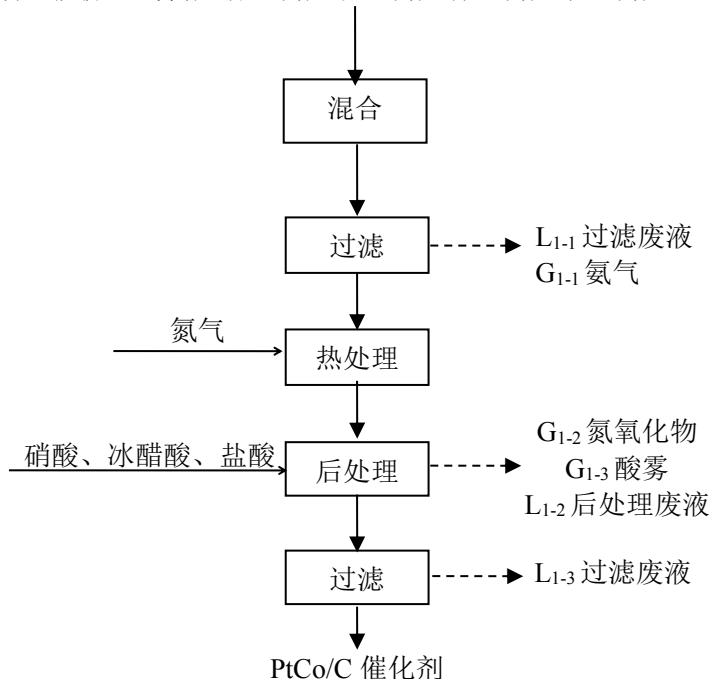 混合
过滤
L₁₋₁ 过滤废液
G₁₋₁ 氨气
氮气
热处理
硝酸、冰醋酸、盐酸
后处理
G₁₋₂ 氮氧化物
G₁₋₃ 酸雾
L₁₋₂ 后处理废液
过滤
L₁₋₃ 过滤废液
PtCo/C 催化剂